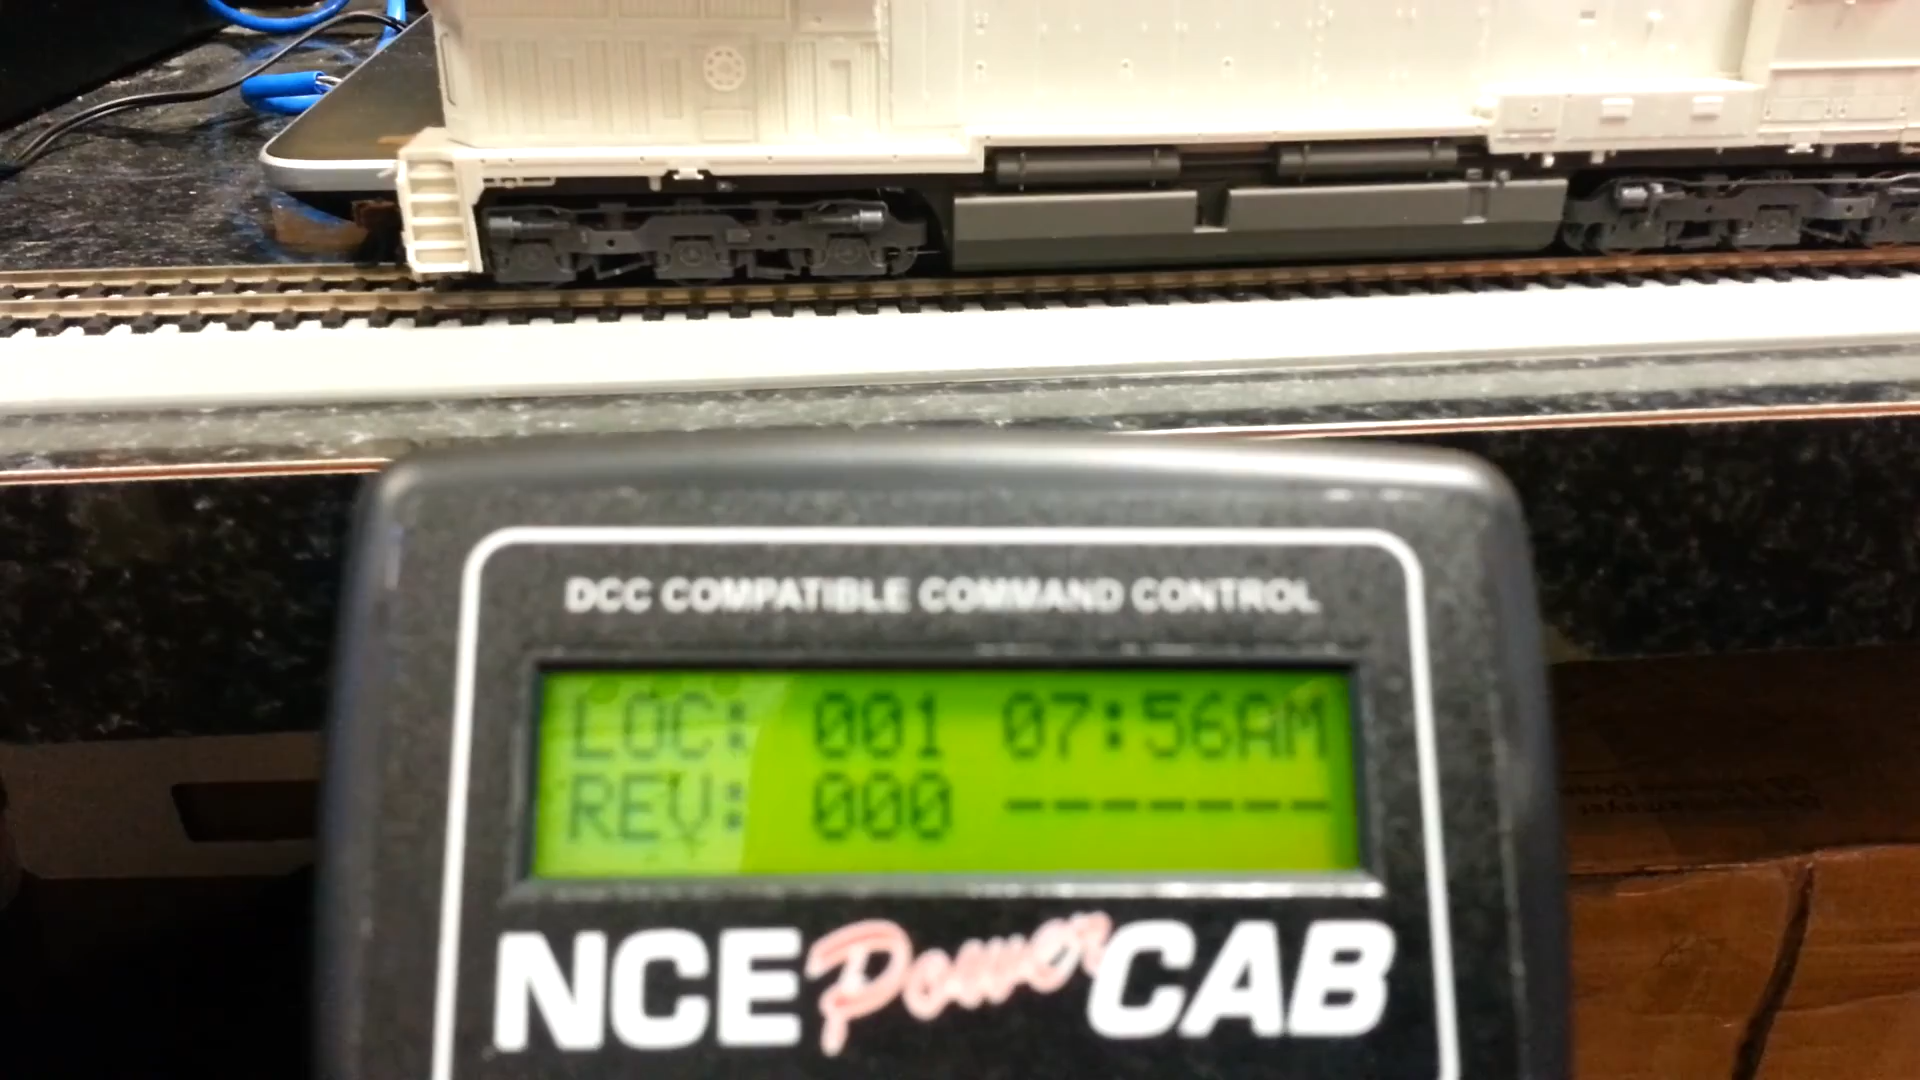 DCC COMPATIBLE COMMAND CONTROL
LOC: 001 07:56AM
REV: 000 -------
NCE Power CAB